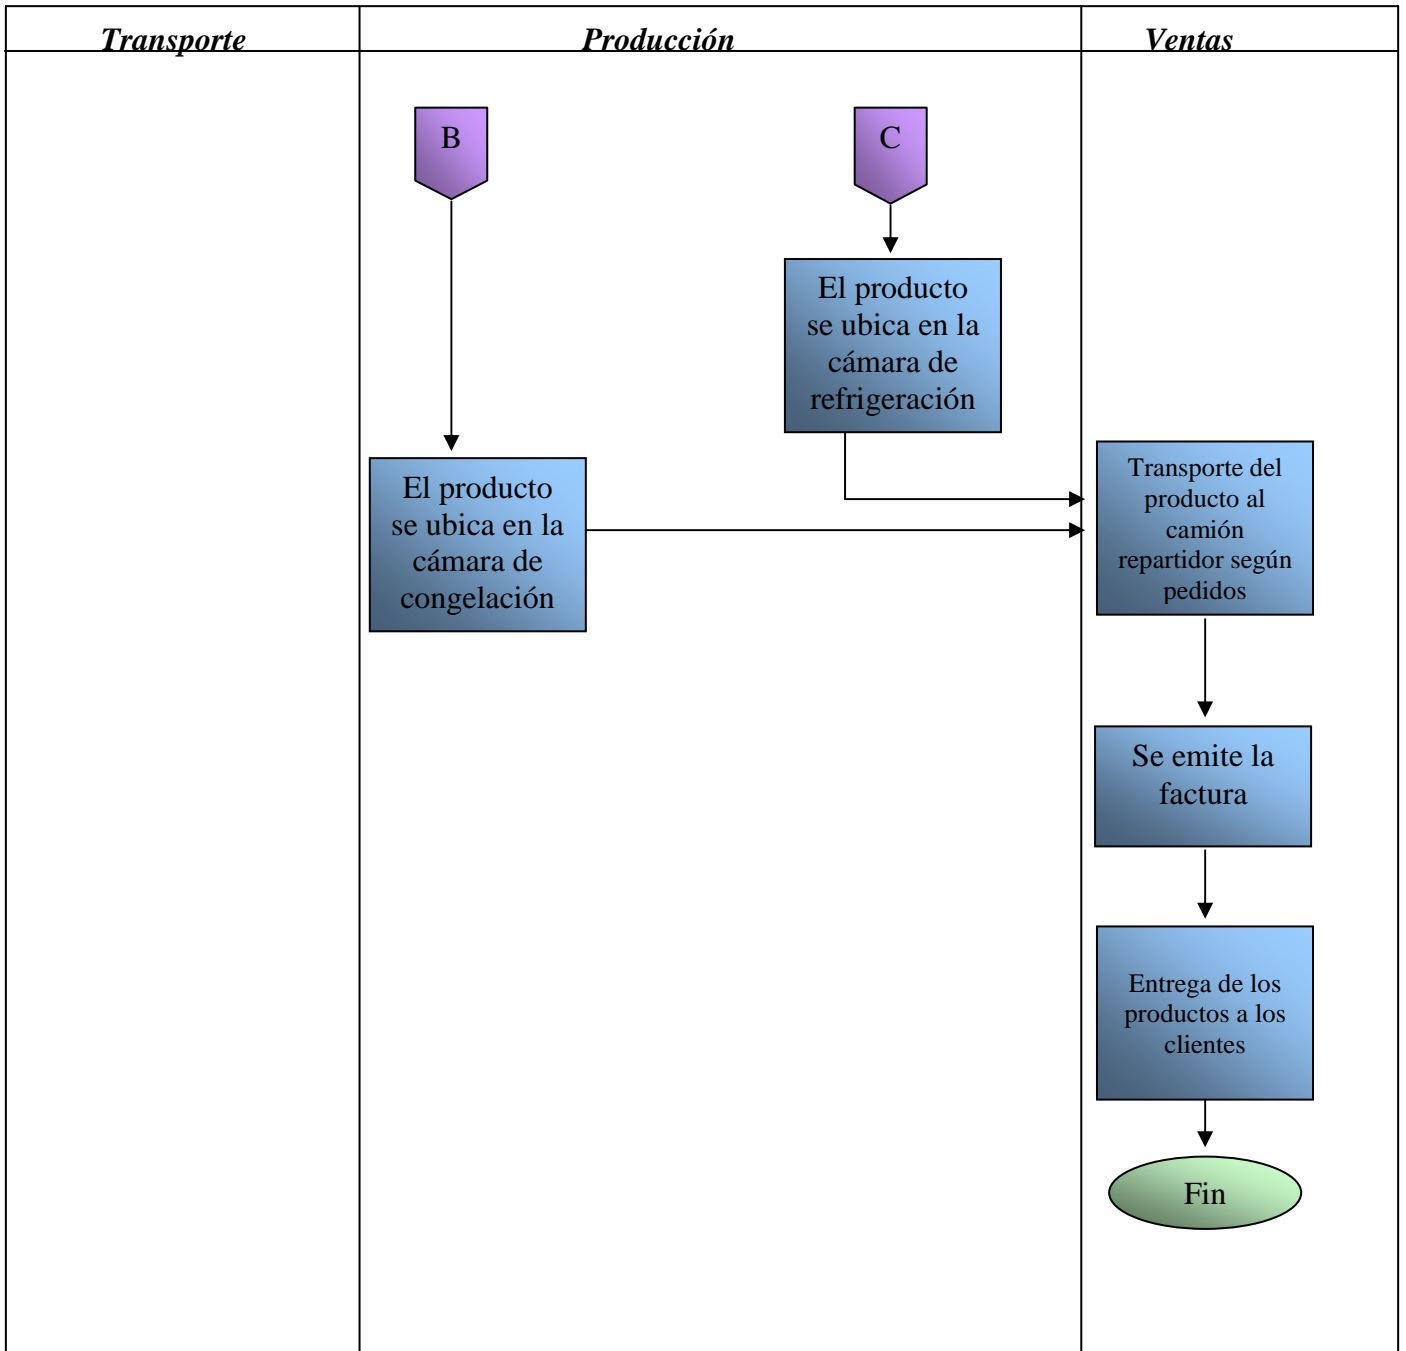 Transporte
Producción
Ventas
B
C
El producto
se ubica en la
cámara de
refrigeración
El producto
se ubica en la
cámara de
congelación
Transporte del
producto al
camión
repartidor según
pedidos
Se emite la
factura
Entrega de los
productos a los
clientes
Fin